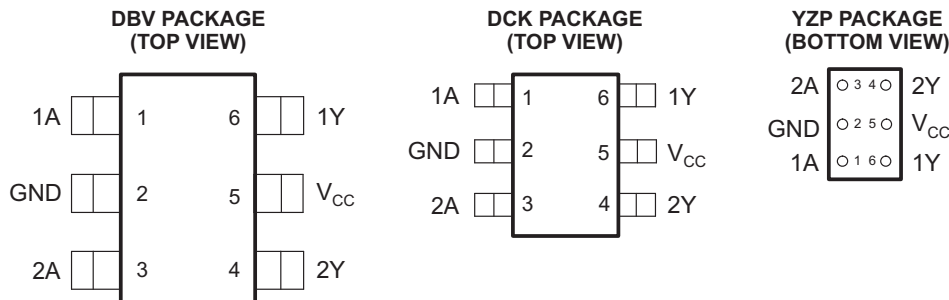 DBV PACKAGE
(TOP VIEW)
1A 1 6 1Y
GND 2 5 VCC
2A 3 4 2Y
DCK PACKAGE
(TOP VIEW)
1A 1 6 1Y
GND 2 5 VCC
2A 3 4 2Y
YZP PACKAGE
(BOTTOM VIEW)
2A 3 4 2Y
GND 2 5 VCC
1A 1 6 1Y